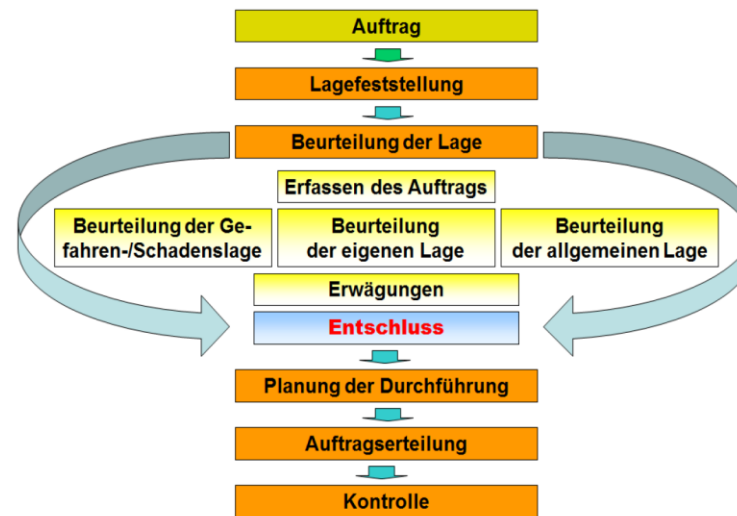 Auftrag
Lagefeststellung
Beurteilung der Lage
Erfassen des Auftrags
Beurteilung der Ge-
fahren-/Schadenslage
Beurteilung
der eigenen Lage
Beurteilung
der allgemeinen Lage
Erwägungen
Entschluss
Planung der Durchführung
Auftragserteilung
Kontrolle